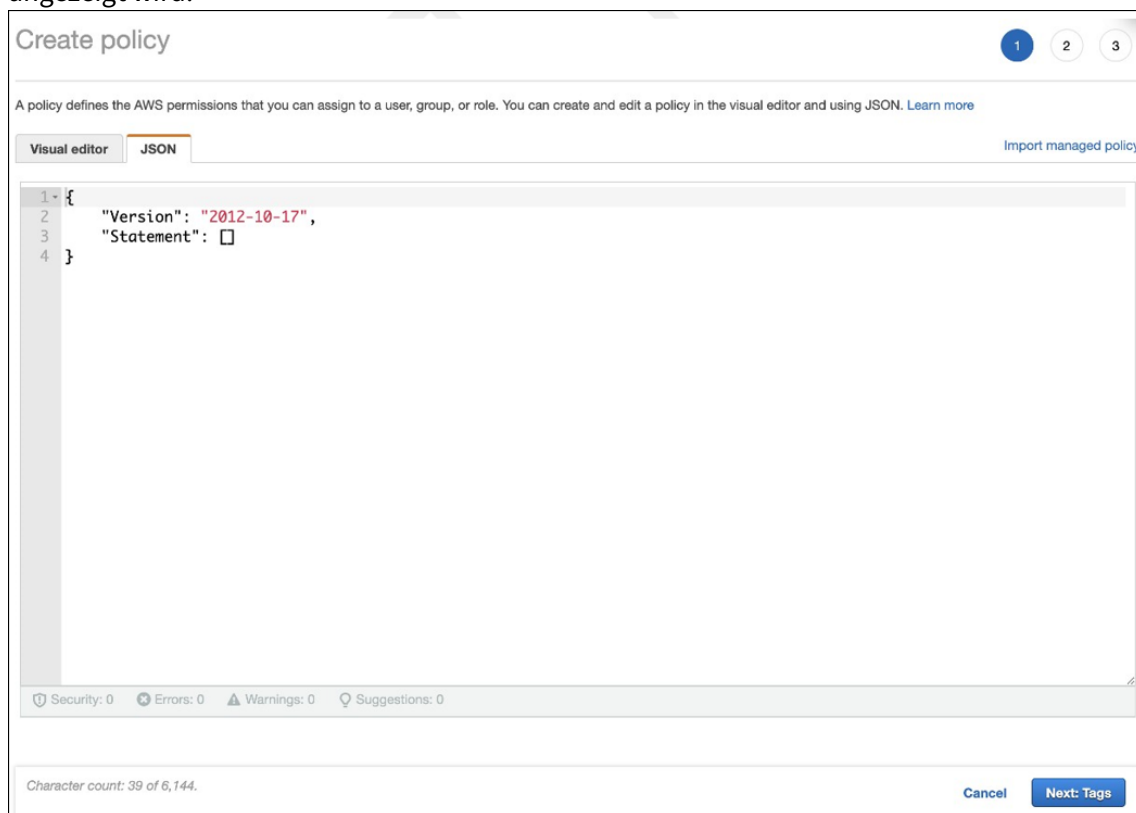 angezeigt wird.
Create policy
1 2 3
A policy defines the AWS permissions that you can assign to a user, group, or role. You can create and edit a policy in the visual editor and using JSON. Learn more
Visual editor JSON Import managed policy
1 {
2 "Version": "2012-10-17",
3 "Statement": []
4 }
Security: 0 Errors: 0 Warnings: 0 Suggestions: 0
Character count: 39 of 6,144.
Cancel Next: Tags